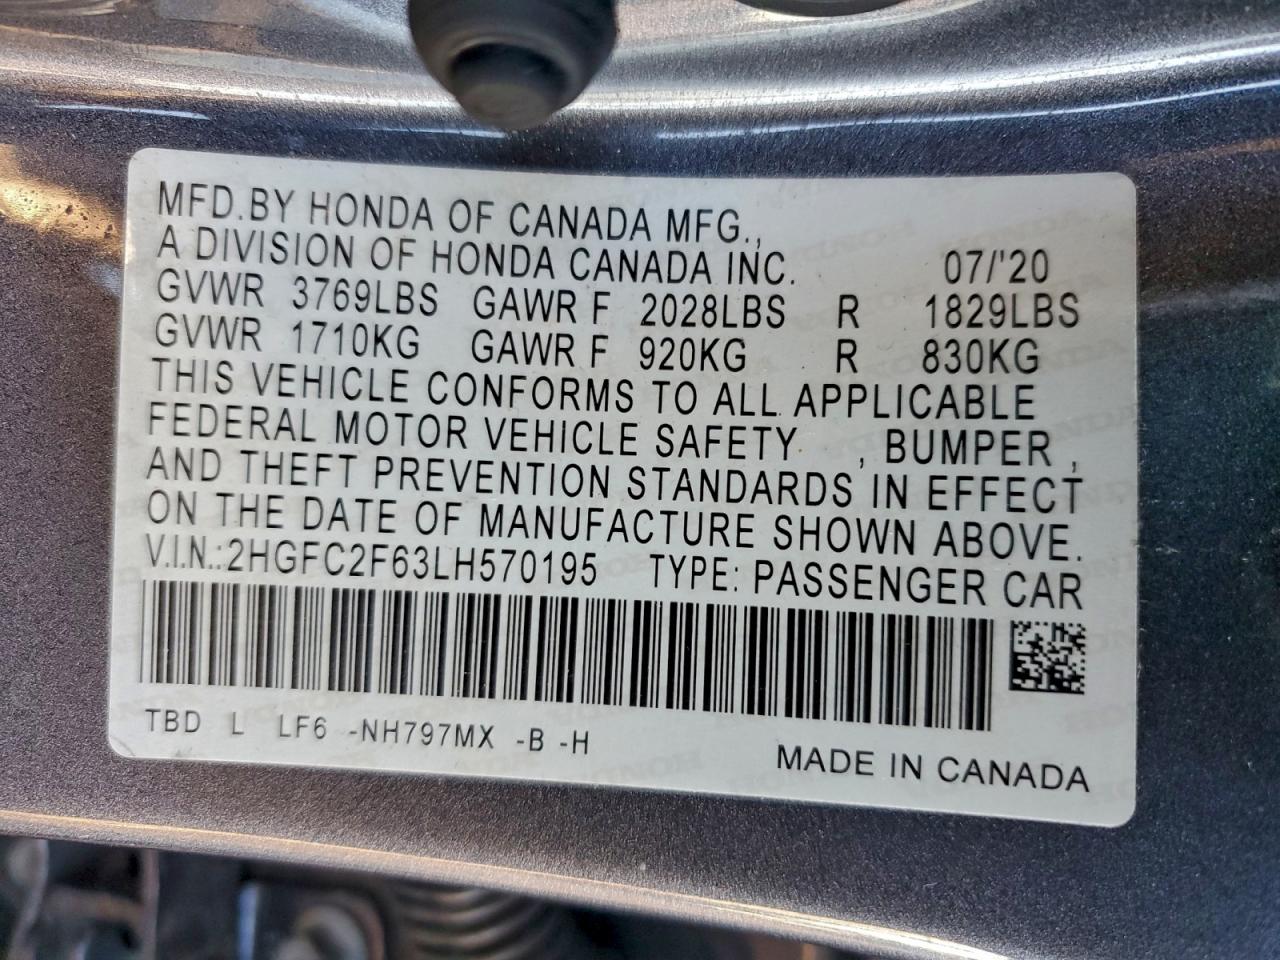 MFD.BY HONDA OF CANADA MFG.,
A DIVISION OF HONDA CANADA INC. 07/'20
GVWR 3769LBS GAWR F 2028LBS R 1829LBS
GVWR 1710KG GAWR F 920KG R 830KG
THIS VEHICLE CONFORMS TO ALL APPLICABLE
FEDERAL MOTOR VEHICLE SAFETY , BUMPER ,
AND THEFT PREVENTION STANDARDS IN EFFECT
ON THE DATE OF MANUFACTURE SHOWN ABOVE.
V.I.N.:2HGFC2F63LH570195 TYPE: PASSENGER CAR
TBD L LF6 -NH797MX -B -H
MADE IN CANADA